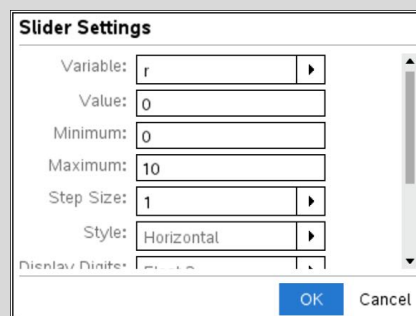 Slider Settings
Variable: r
Value: 0
Minimum: 0
Maximum: 10
Step Size: 1
Style: Horizontal
Display Digits:
OK Cancel